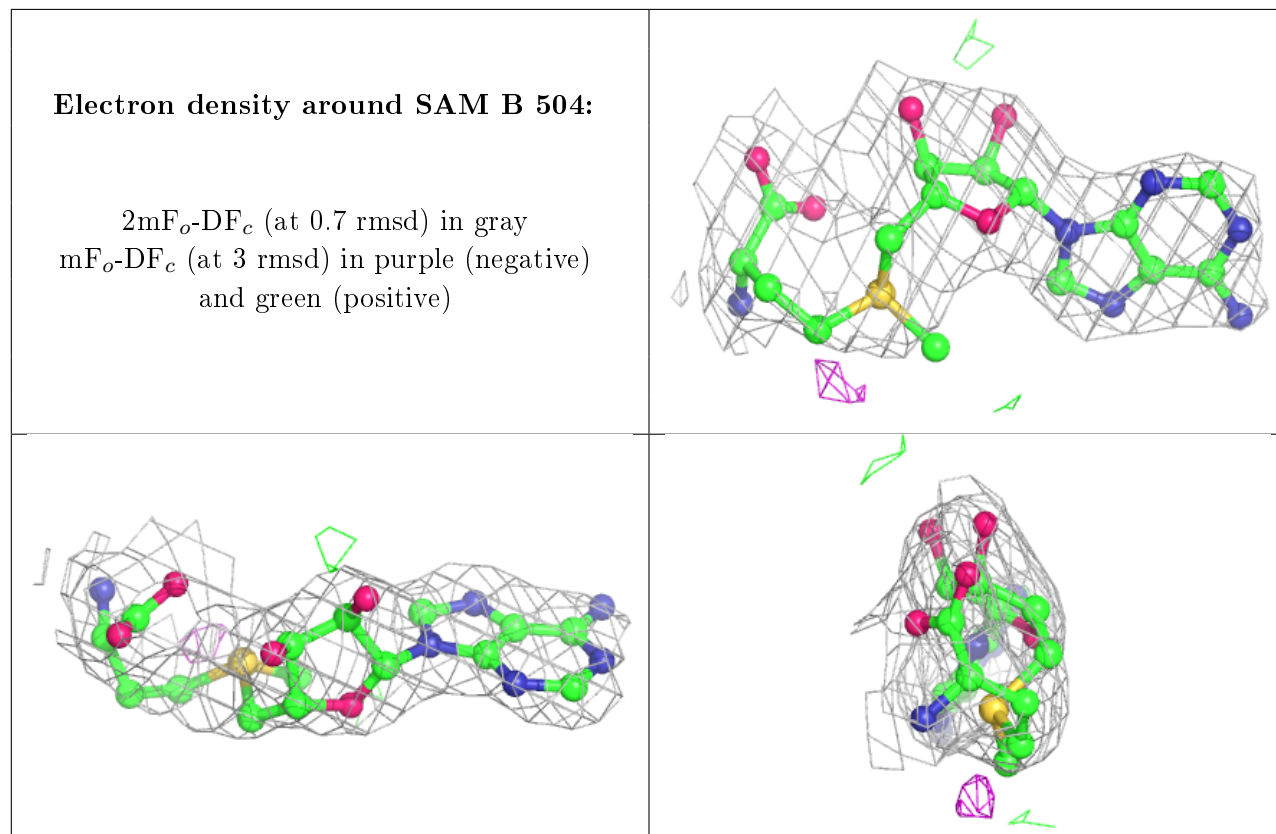 Electron density around SAM B 504:
2mFo-DFc (at 0.7 rmsd) in gray
mFo-DFc (at 3 rmsd) in purple (negative)
and green (positive)